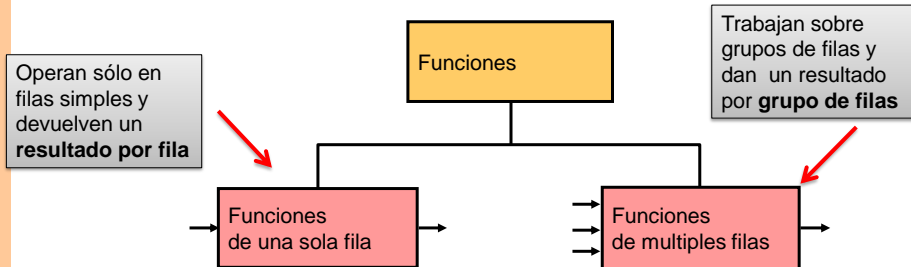 Funciones
Operan sólo en
filas simples y
devuelven un
resultado por fila
Trabajan sobre
grupos de filas y
dan un resultado
por grupo de filas
Funciones
de una sola fila
Funciones
de multiples filas